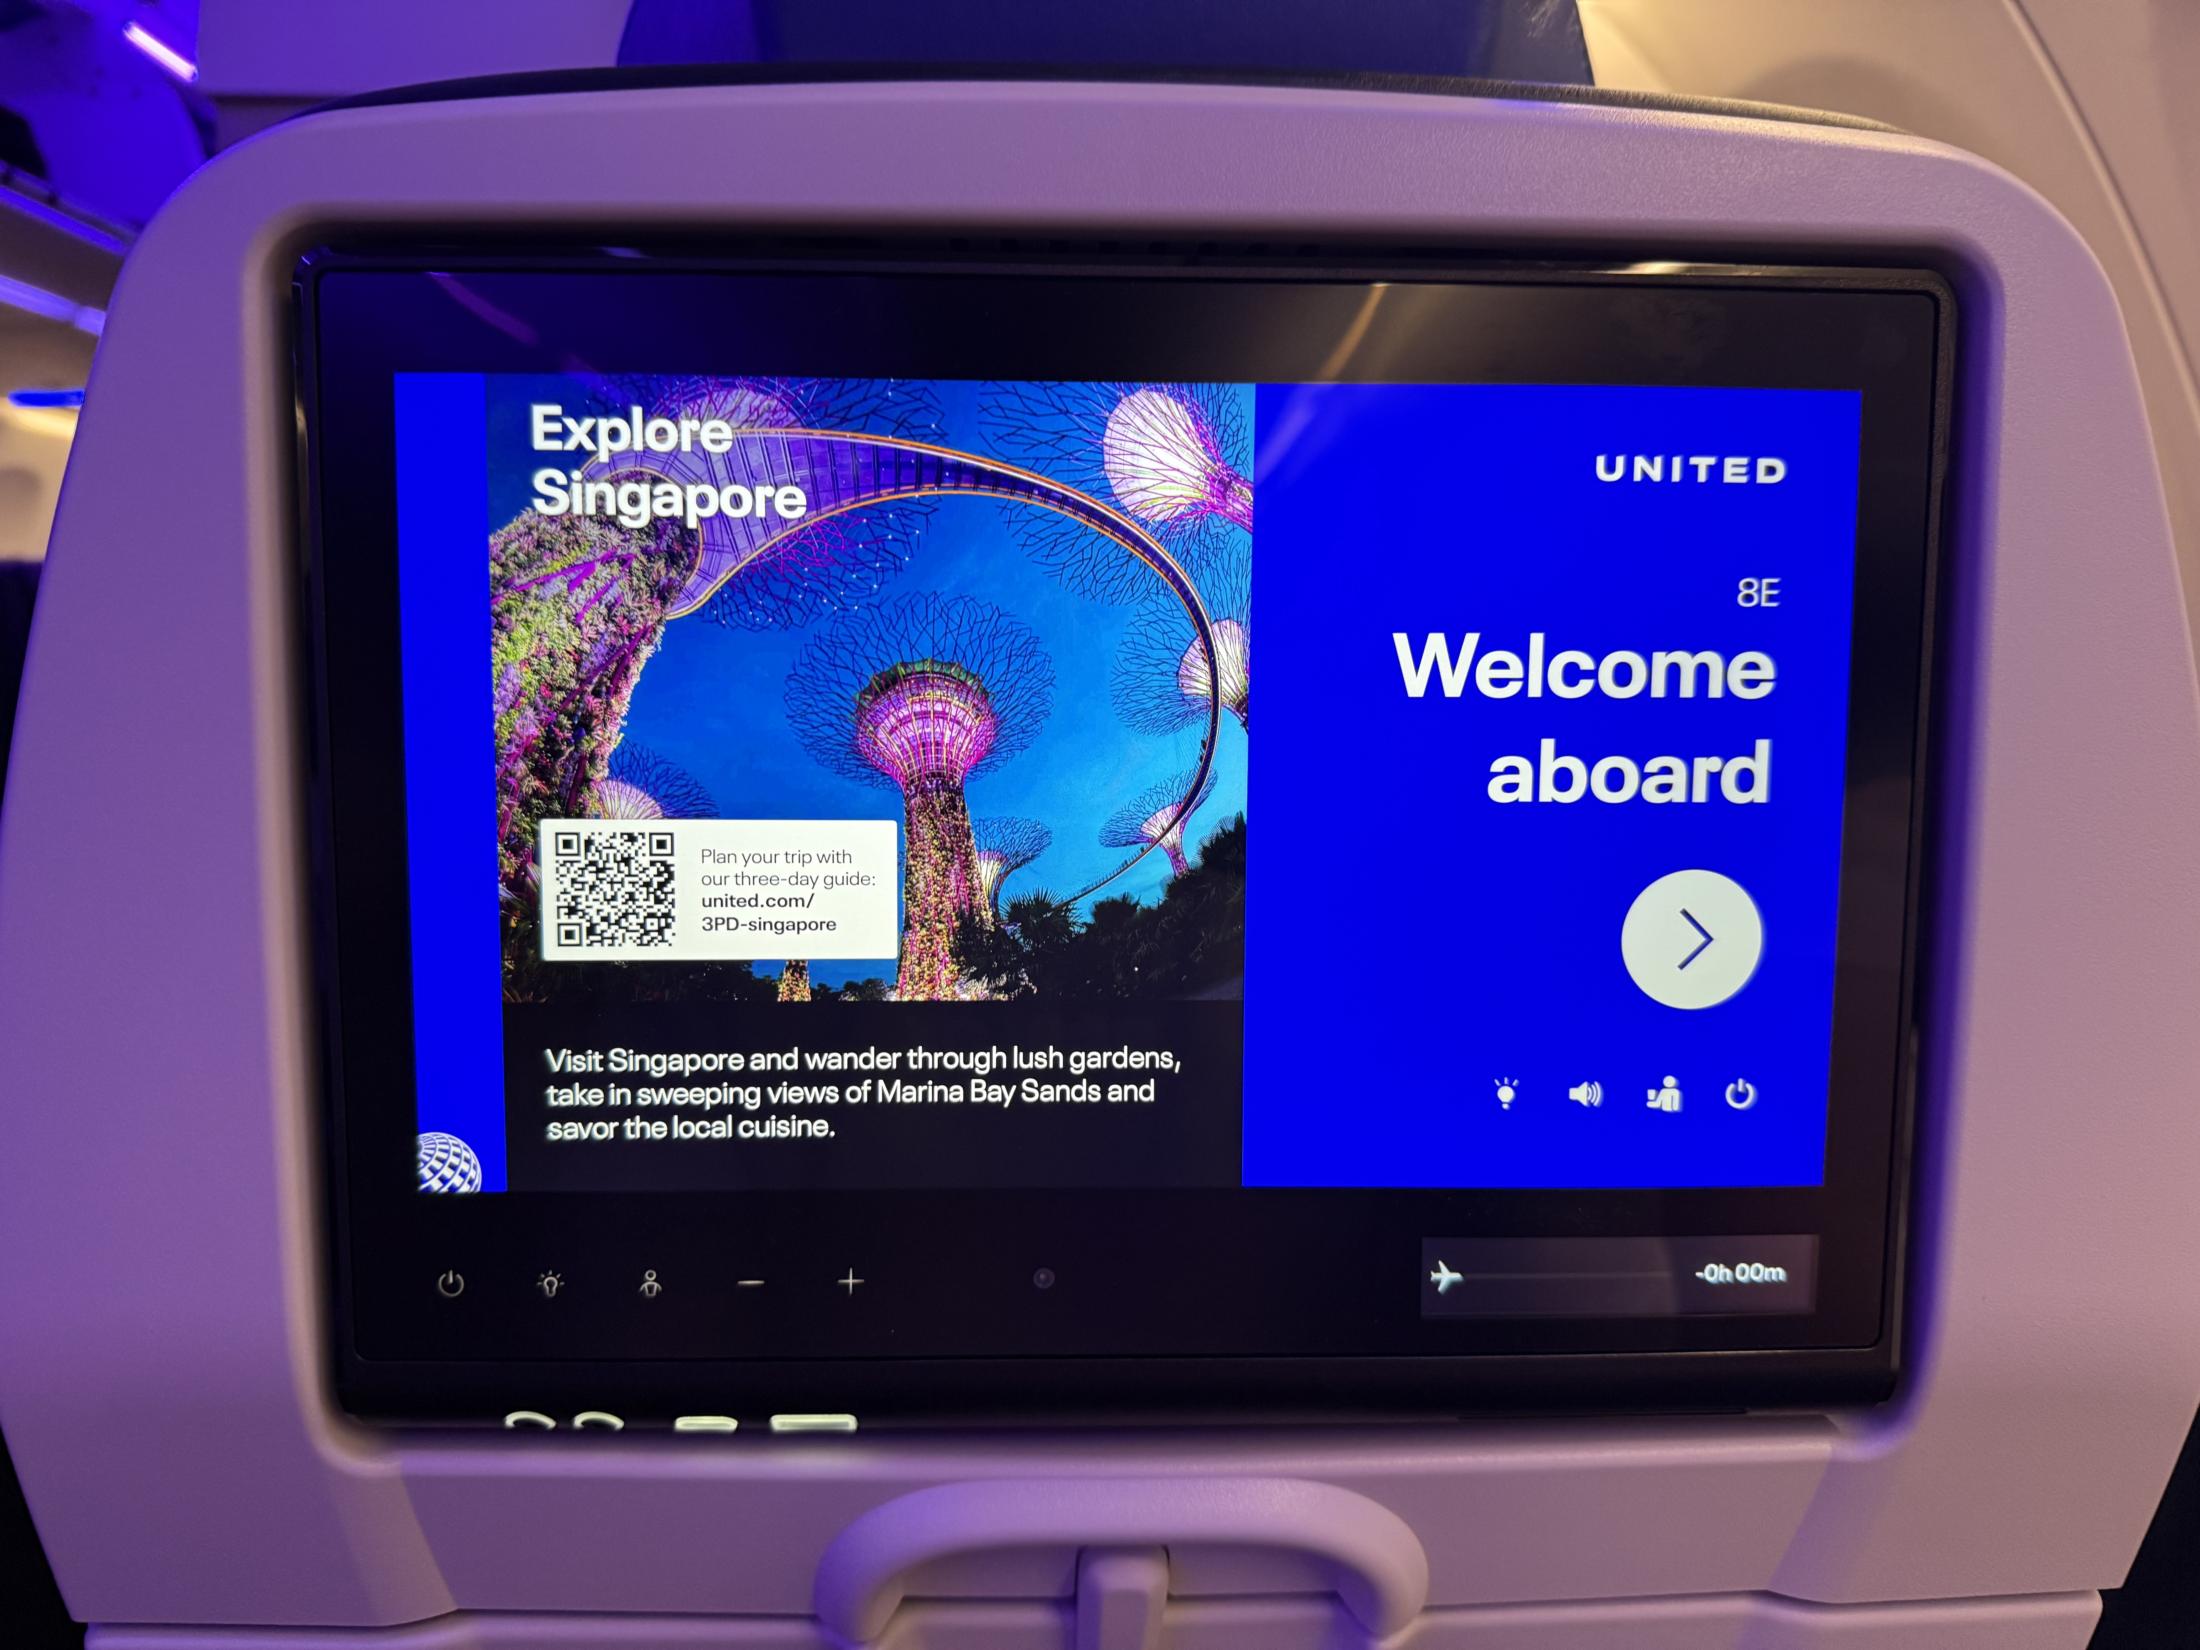 Explore
Singapore
Plan your trip with
our three-day guide:
united.com/
3PD-singapore
Visit Singapore and wander through lush gardens,
take in sweeping views of Marina Bay Sands and
savor the local cuisine.
UNITED
8E
Welcome
aboard
-0h 00m